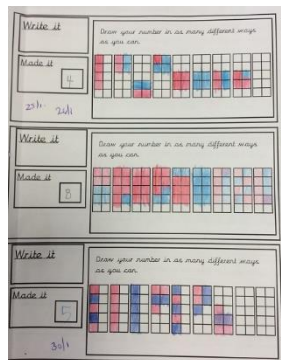 Write it
Draw your number in as many different ways
as you can.
Made it
4
Write it
Draw your number in as many different ways
as you can.
Made it
8
Write it
Draw your number in as many different ways
as you can.
Made it
5
30/1